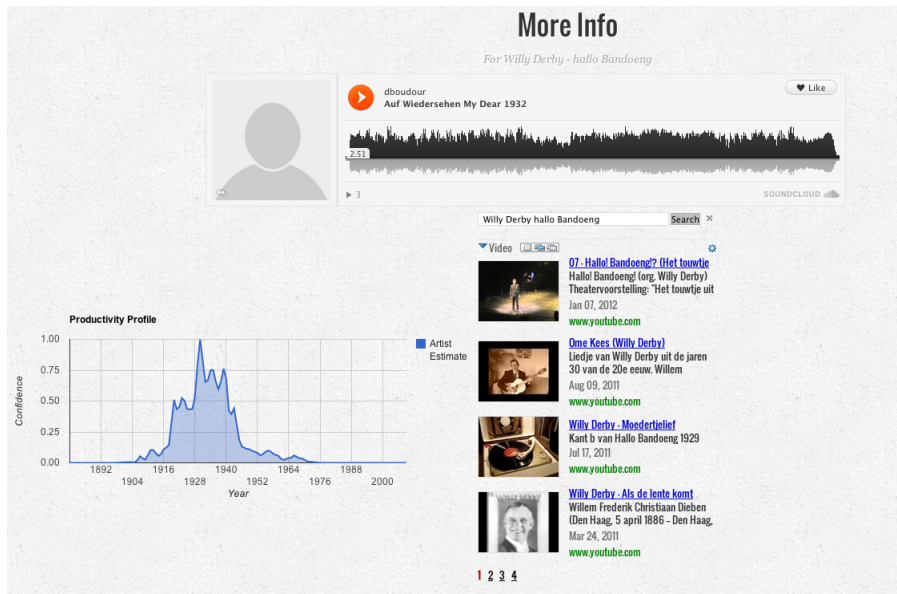 More Info
For Willy Derby - hallo Bandoeng
dboudour
Auf Wiedersehen My Dear 1932
Like
2.51
3
SOUNDCLOUD
Willy Derby hallo Bandoeng
Search
Video
07 - Hallo! Bandoeng!? (Het touwtje
Hallo! Bandoeng! (org. Willy Derby)
Theatervoorstelling: "Het touwtje uit
Jan 07, 2012
www.youtube.com
Ome Kees (Willy Derby)
Liedje van Willy Derby uit de jaren
30 van de 20e eeuw. Willem
Aug 09, 2011
www.youtube.com
Willy Derby - Moedertjelief
Kant b van Hallo Bandoeng 1929
Jul 17, 2011
www.youtube.com
WILLY DERBY
Willy Derby - Als de lente komt
Willem Frederik Christiaan Dieben
(Den Haag, 5 april 1886 – Den Haag,
Mar 24, 2011
www.youtube.com
1 2 3 4
Productivity Profile
1.00
0.75
0.50
0.25
0.00
Confidence
1892 1916 1940 1964 1988
1904 1928 1952 1976 2000
Year
Artist
Estimate